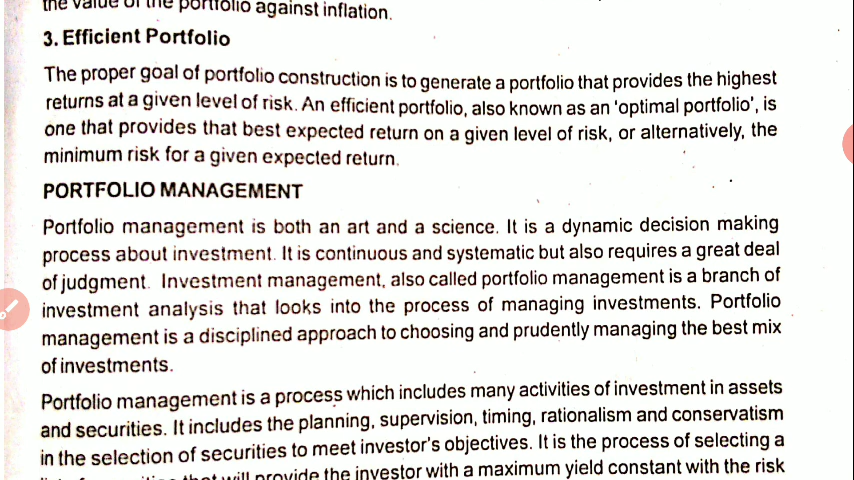 the value of the portfolio against inflation.
3. Efficient Portfolio
The proper goal of portfolio construction is to generate a portfolio that provides the highest
returns at a given level of risk. An efficient portfolio, also known as an 'optimal portfolio', is
one that provides that best expected return on a given level of risk, or alternatively, the
minimum risk for a given expected return.
PORTFOLIO MANAGEMENT
Portfolio management is both an art and a science. It is a dynamic decision making
process about investment. It is continuous and systematic but also requires a great deal
of judgment. Investment management, also called portfolio management is a branch of
investment analysis that looks into the process of managing investments. Portfolio
management is a disciplined approach to choosing and prudently managing the best mix
of investments.
Portfolio management is a process which includes many activities of investment in assets
and securities. It includes the planning, supervision, timing, rationalism and conservatism
in the selection of securities to meet investor's objectives. It is the process of selecting a
that will provide the investor with a maximum yield constant with the risk